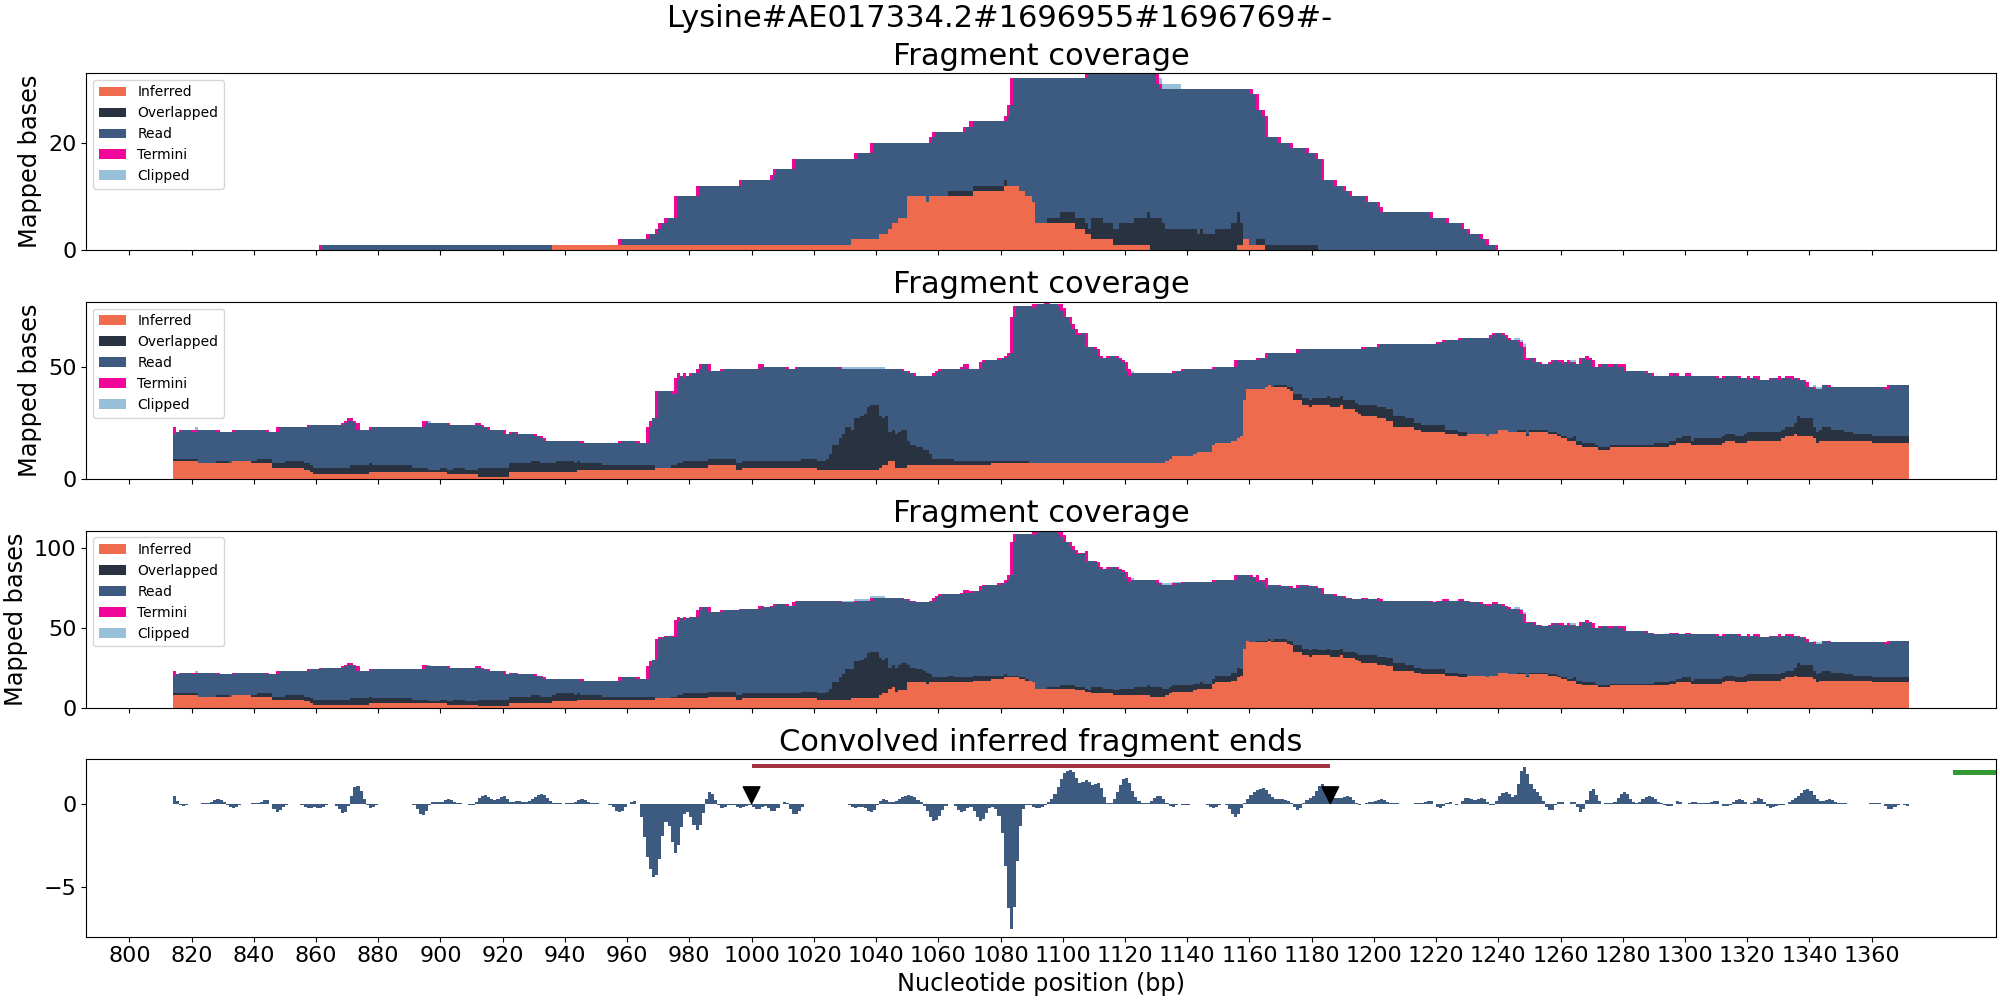 Lysine#AE017334.2#1696955#1696769#-
Fragment coverage
Mapped bases
20
0
Inferred
Overlapped
Read
Termini
Clipped
Fragment coverage
Mapped bases
50
0
Inferred
Overlapped
Read
Termini
Clipped
Fragment coverage
Mapped bases
100
50
0
Inferred
Overlapped
Read
Termini
Clipped
Convolved inferred fragment ends
0
−5
800 820 840 860 880 900 920 940 960 980 1000 1020 1040 1060 1080 1100 1120 1140 1160 1180 1200 1220 1240 1260 1280 1300 1320 1340 1360
Nucleotide position (bp)